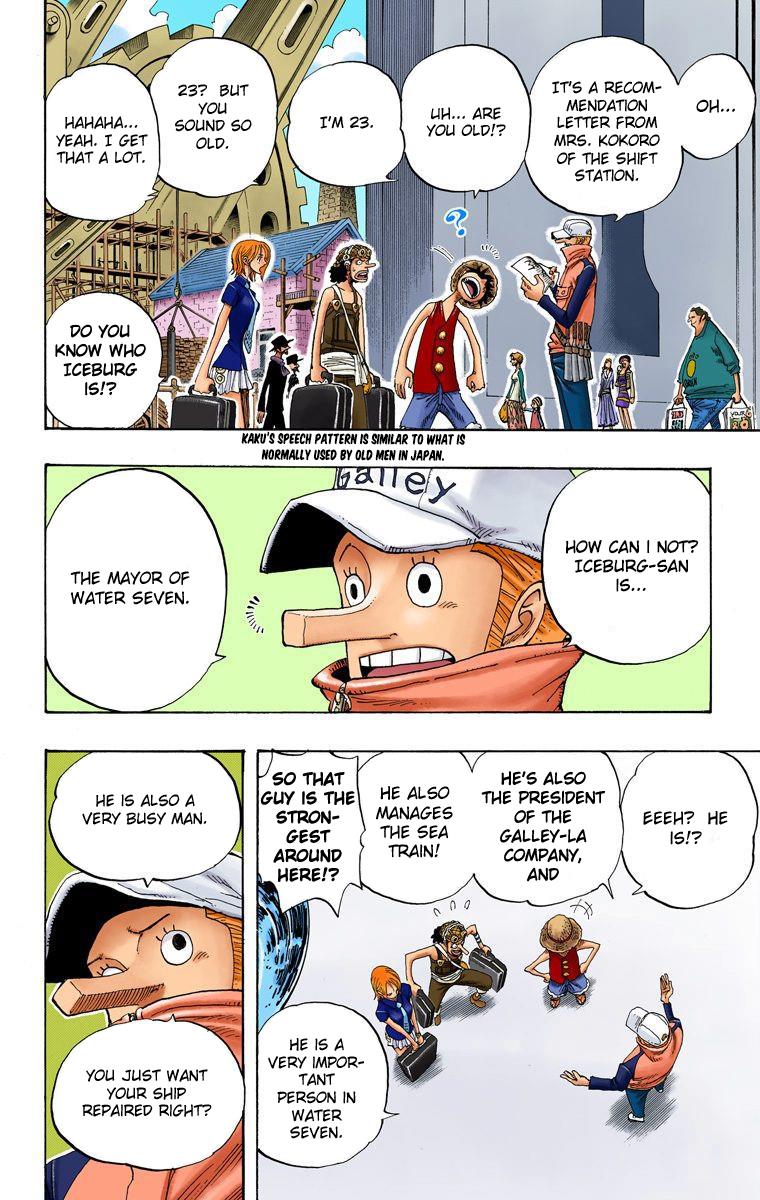 OH...
IT'S A RECOM-
MENDATION
LETTER FROM
MRS. KOKORO
OF THE SHIFT
STATION.
UH... ARE
YOU OLD!?
I'M 23.
23? BUT
YOU
SOUND SO
OLD.
HAHAHA...
YEAH. I GET
THAT A LOT.
?
DO YOU
KNOW WHO
ICEBURG
IS!?
KAKU'S SPEECH PATTERN IS SIMILAR TO WHAT IS
NORMALLY USED BY OLD MEN IN JAPAN.
Galley
HOW CAN I NOT?
ICEBURG-SAN
IS...
THE MAYOR OF
WATER SEVEN.
EEEH? HE
IS!?
HE'S ALSO
THE PRESIDENT
OF THE
GALLEY-LA
COMPANY,
AND
HE ALSO
MANAGES
THE SEA
TRAIN!
SO THAT
GUY IS THE
STRON-
GEST
AROUND
HERE!?
HE IS A
VERY IMPOR-
TANT
PERSON IN
WATER
SEVEN.
HE IS ALSO A
VERY BUSY MAN.
YOU JUST WANT
YOUR SHIP
REPAIRED RIGHT?